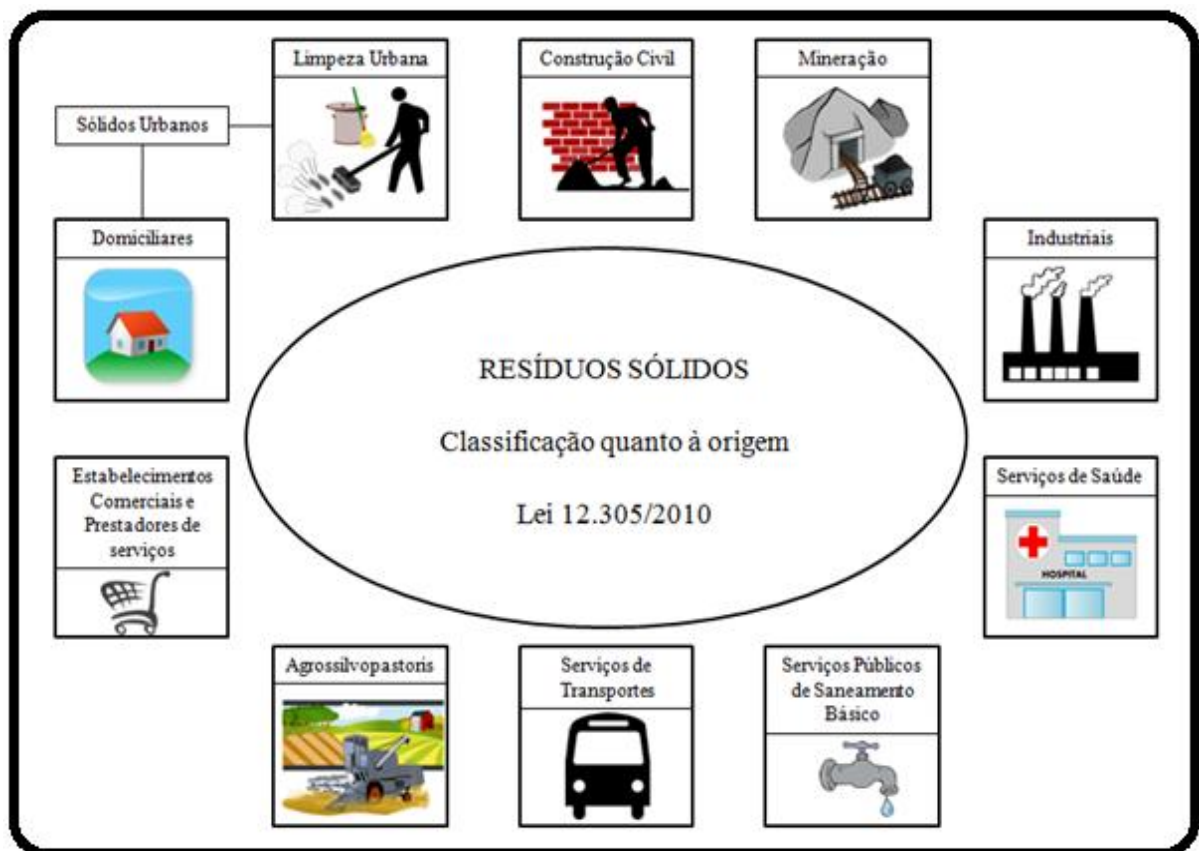 Limpeza Urbana
Construção Civil
Mineração
Sólidos Urbanos
Domiciliares
Industriais
RESÍDUOS SÓLIDOS
Classificação quanto à origem
Lei 12.305/2010
Estabelecimentos
Comerciais e
Prestadores de
serviços
Serviços de Saúde
HOSPITAL
Agrossilvopastoris
Serviços de
Transportes
Serviços Públicos
de Saneamento
Básico